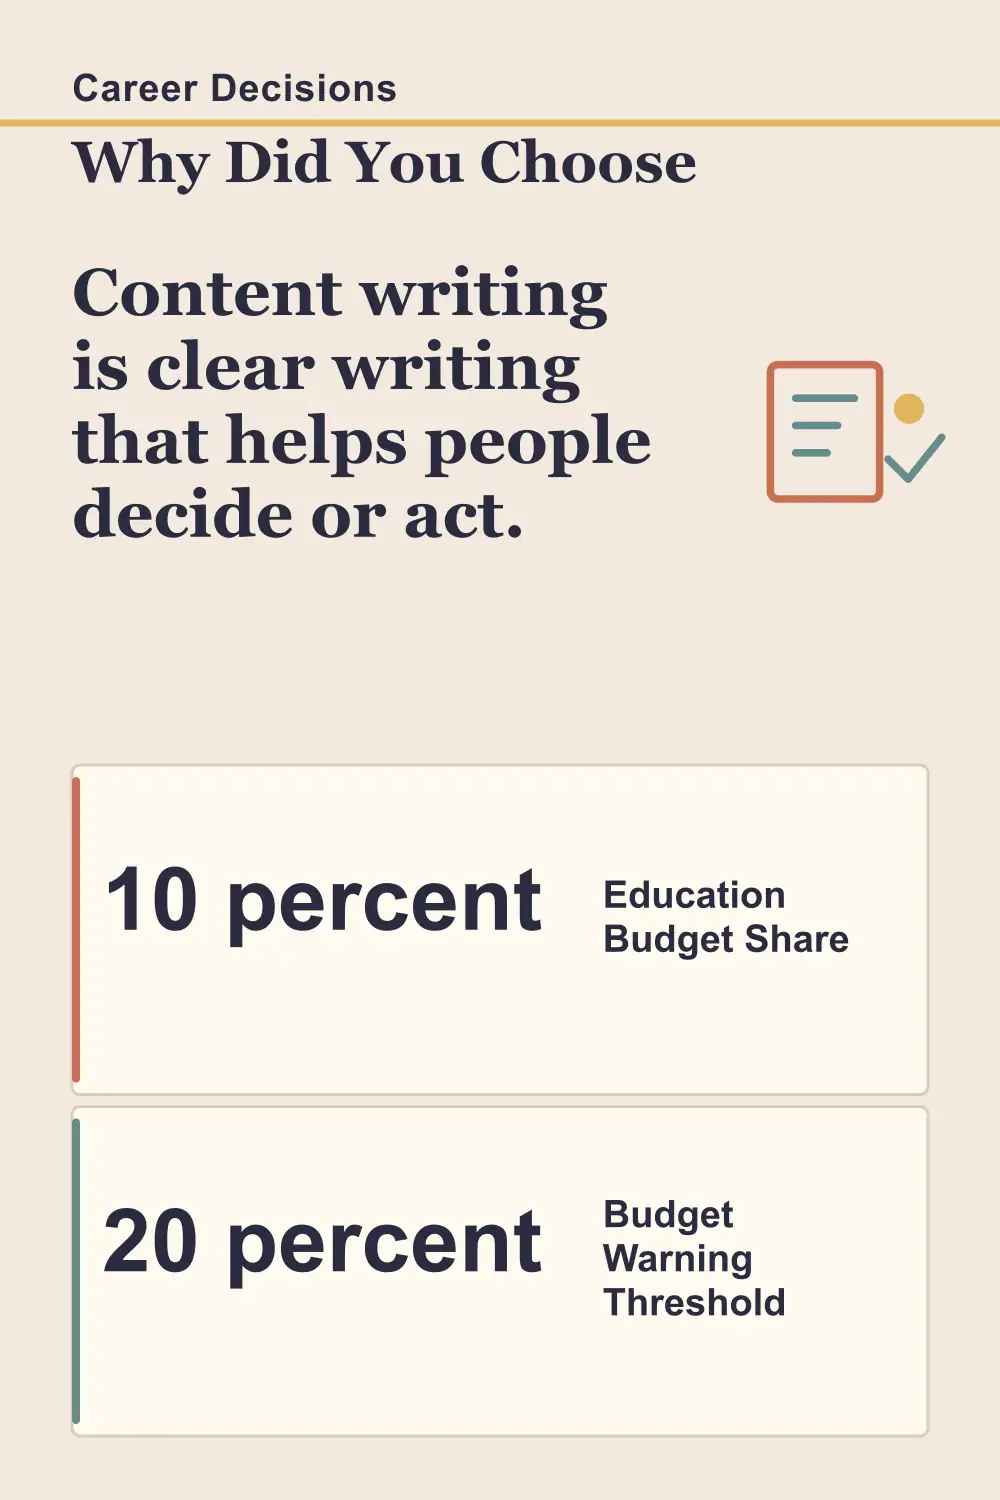 Career Decisions
Why Did You Choose
Content writing
is clear writing
that helps people
decide or act.
10 percent
Education
Budget Share
20 percent
Budget
Warning
Threshold